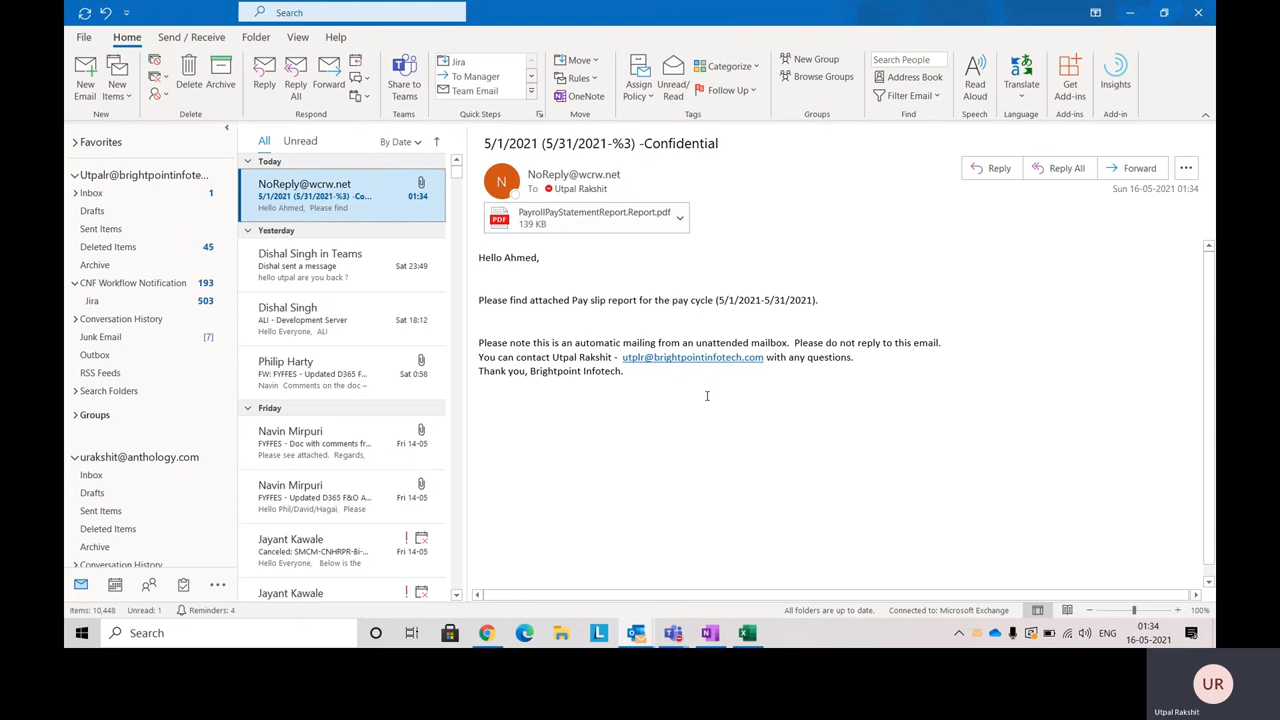 Search
File Home Send / Receive Folder View Help
New Email
New Items
New
Delete
Archive
Delete
Reply
Reply All
Forward
Respond
Share to Teams
Teams
Jira
To Manager
Team Email
Quick Steps
Move
Rules
OneNote
Move
Assign Policy
Unread/ Read
Categorize
Follow Up
Tags
New Group
Browse Groups
Groups
Search People
Address Book
Filter Email
Find
Read Aloud
Speech
Translate
Language
Get Add-ins
Add-ins
Insights
Add-in
Favorites
Utpalr@brightpointinfote...
Inbox 1
Drafts
Sent Items
Deleted Items 45
Archive
CNF Workflow Notification 193
Jira 503
Conversation History
Junk Email [7]
Outbox
RSS Feeds
Search Folders
Groups
urakshit@anthology.com
Inbox
Drafts
Sent Items
Deleted Items
Archive
Conversation History
All Unread By Date
Today
NoReply@wcrw.net
5/1/2021 (5/31/2021-%3) -Co... 01:34
Hello Ahmed, Please find
Yesterday
Dishal Singh in Teams
Dishal sent a message Sat 23:49
hello utpal are you back ?
Dishal Singh
ALI - Development Server Sat 18:12
Hello Everyone, ALI
Philip Harty
FW: FYFFES - Updated D365 F... Sat 0:58
Navin Comments on the doc –
Friday
Navin Mirpuri
FYFFES - Doc with comments fr... Fri 14-05
Please see attached. Regards,
Navin Mirpuri
FYFFES - Updated D365 F&O A... Fri 14-05
Hello Phil/David/Hagai, Please
Jayant Kawale
Canceled: SMCM-CNHRPR-Bi-... Fri 14-05
Hello Everyone, Below is the
Jayant Kawale
5/1/2021 (5/31/2021-%3) -Confidential
N
NoReply@wcrw.net
To Utpal Rakshit
Reply Reply All Forward
Sun 16-05-2021 01:34
PDF
PayrollPayStatementReport.Report.pdf
139 KB
Hello Ahmed,
Please find attached Pay slip report for the pay cycle (5/1/2021-5/31/2021).
Please note this is an automatic mailing from an unattended mailbox. Please do not reply to this email.
You can contact Utpal Rakshit - utplr@brightpointinfotech.com with any questions.
Thank you, Brightpoint Infotech.
Items: 10,448 Unread: 1 Reminders: 4 All folders are up to date. Connected to: Microsoft Exchange 100%
Search
L
ENG
01:34
16-05-2021
UR
Utpal Rakshit